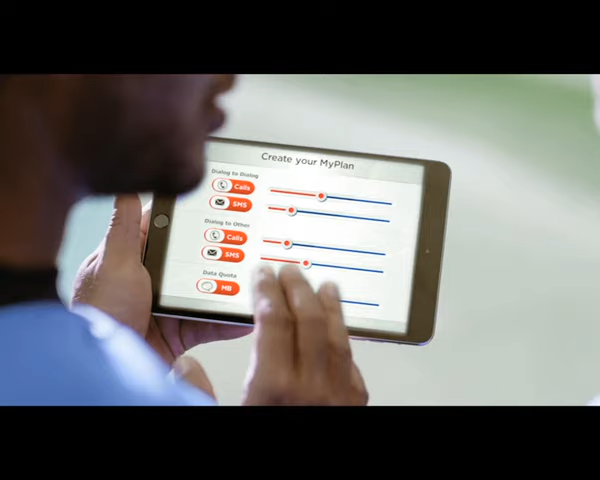 Create your MyPlan
Dialog to Dialog
Calls
SMS
Dialog to Other
Calls
SMS
Data Quota
MB